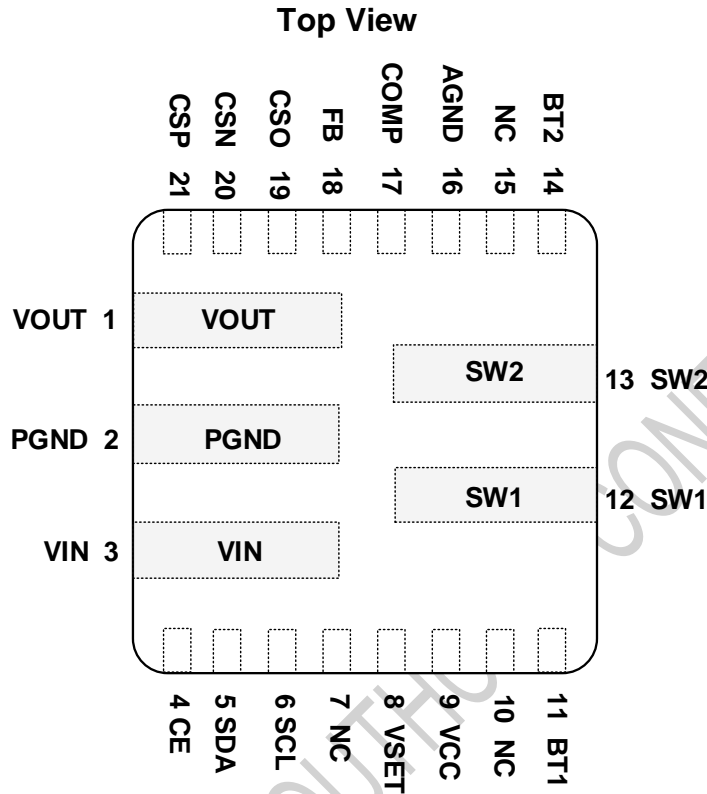 Top View
CSP 21
CSN 20
CSO 19
FB 18
COMP 17
AGND 16
NC 15
BT2 14
VOUT 1
VOUT
SW2
13 SW2
PGND 2
PGND
SW1
12 SW1
VIN 3
VIN
4 CE
5 SDA
6 SCL
7 NC
8 VSET
9 VCC
10 NC
11 BT1